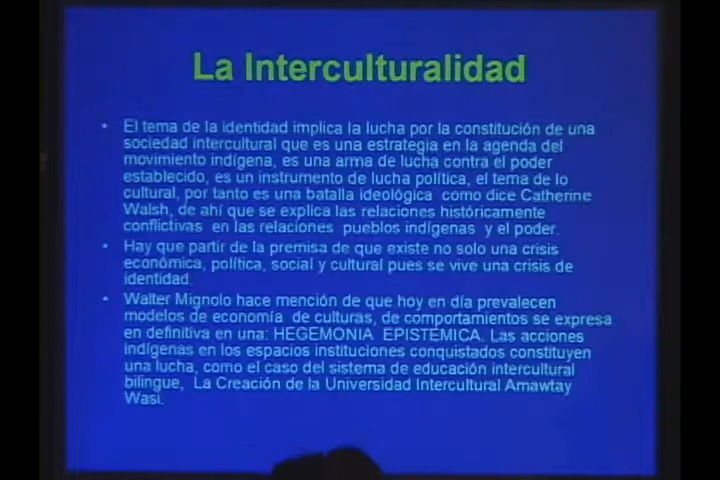 La Interculturalidad
• El tema de la identidad implica la lucha por la constitución de una
sociedad intercultural que es una estrategia en la agenda del
movimiento indígena, es una arma de lucha contra el poder
establecido, es un instrumento de lucha política, el tema de lo
cultural, por tanto es una batalla ideológica como dice Catherine
Walsh, de ahí que se explica las relaciones históricamente
conflictivas en las relaciones pueblos indígenas y el poder.
• Hay que partir de la premisa de que existe no solo una crisis
económica, política, social y cultural pues se vive una crisis de
identidad.
• Walter Mignolo hace mención de que hoy en día prevalecen
modelos de economía de culturas, de comportamientos se expresa
en definitiva en una: HEGEMONIA EPISTEMICA. Las acciones
indígenas en los espacios instituciones conquistados constituyen
una lucha, como el caso del sistema de educación intercultural
bilingue, La Creación de la Universidad Intercultural Amawtay
Wasi.